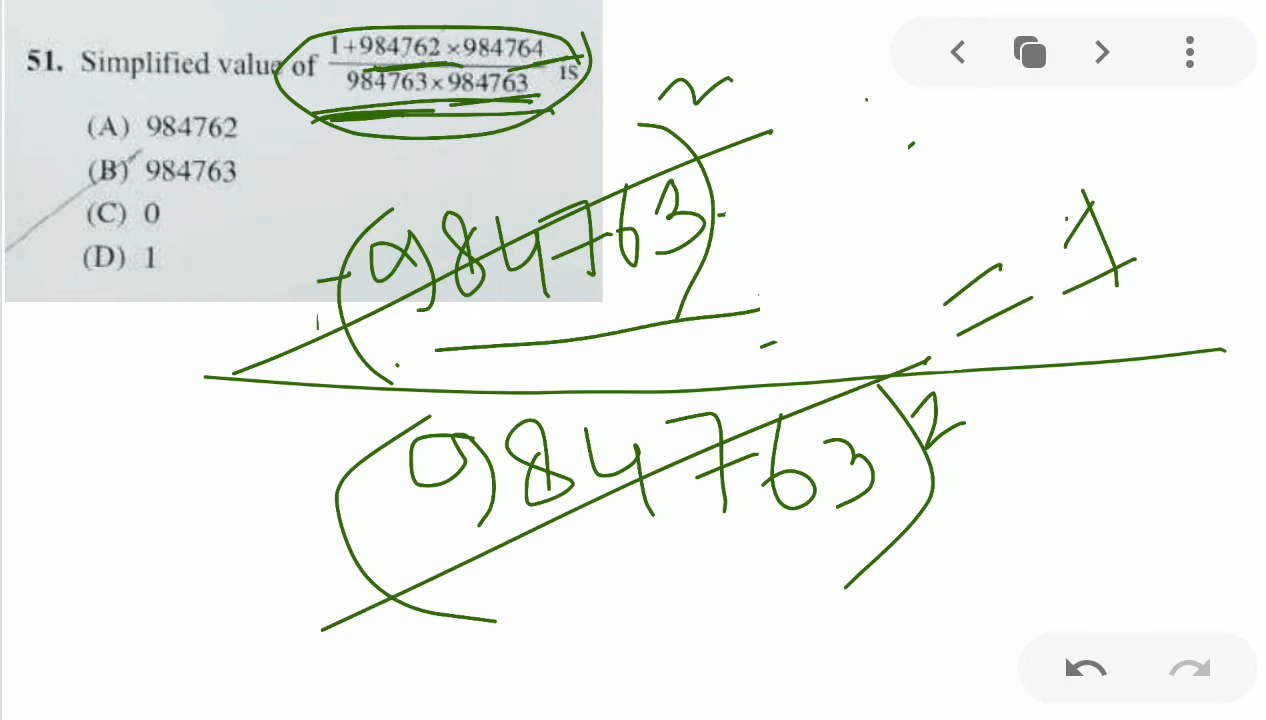 51. Simplified value of 1+984762×984764 / 984763×984763 is
(A) 984762
(B) 984763
(C) 0
(D) 1
(984763)²
(984763)²
= 1